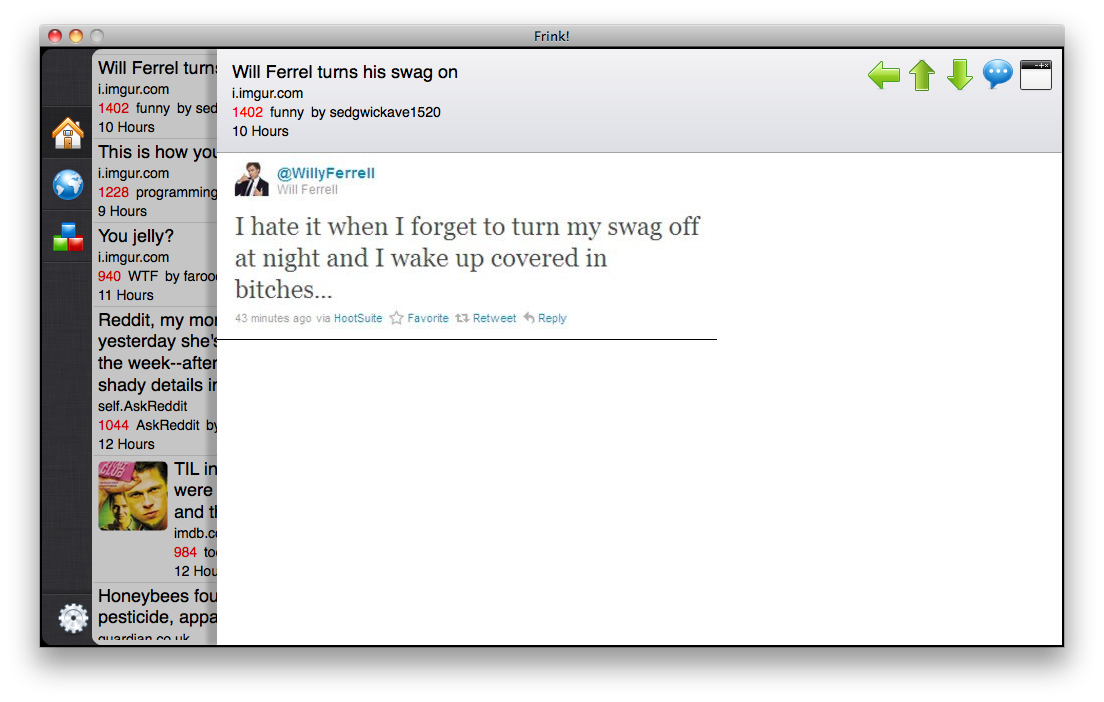 Frink!
Will Ferrel turns
i.imgur.com
1402 funny by sed
10 Hours
This is how you
i.imgur.com
1228 programming
9 Hours
You jelly?
i.imgur.com
940 WTF by faroo
11 Hours
Reddit, my mo
yesterday she's
the week--after
shady details i
self.AskReddit
1044 AskReddit by
12 Hours
CLUB
TIL in
were
and t
imdb.c
984 to
12 Hou
Honeybees fou
pesticide, appa
guardian.co.uk
Will Ferrel turns his swag on
i.imgur.com
1402 funny by sedgwickave1520
10 Hours
@WillyFerrell
Will Ferrell
I hate it when I forget to turn my swag off
at night and I wake up covered in
bitches...
43 minutes ago via HootSuite Favorite Retweet Reply